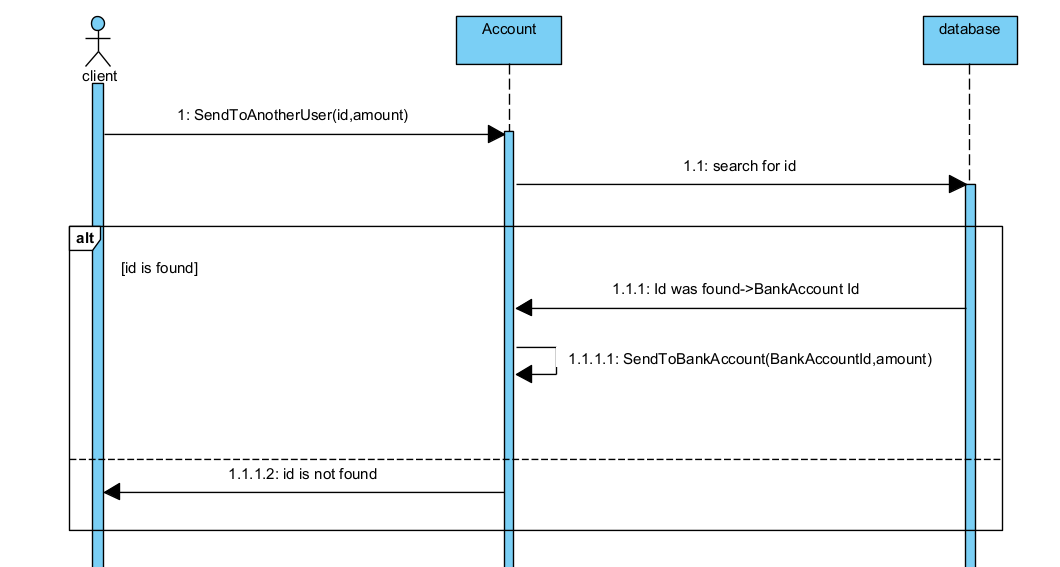 Account
database
client
1: SendToAnotherUser(id,amount)
1.1: search for id
alt
[id is found]
1.1.1: Id was found->BankAccount Id
1.1.1.1: SendToBankAccount(BankAccountId,amount)
1.1.1.2: id is not found